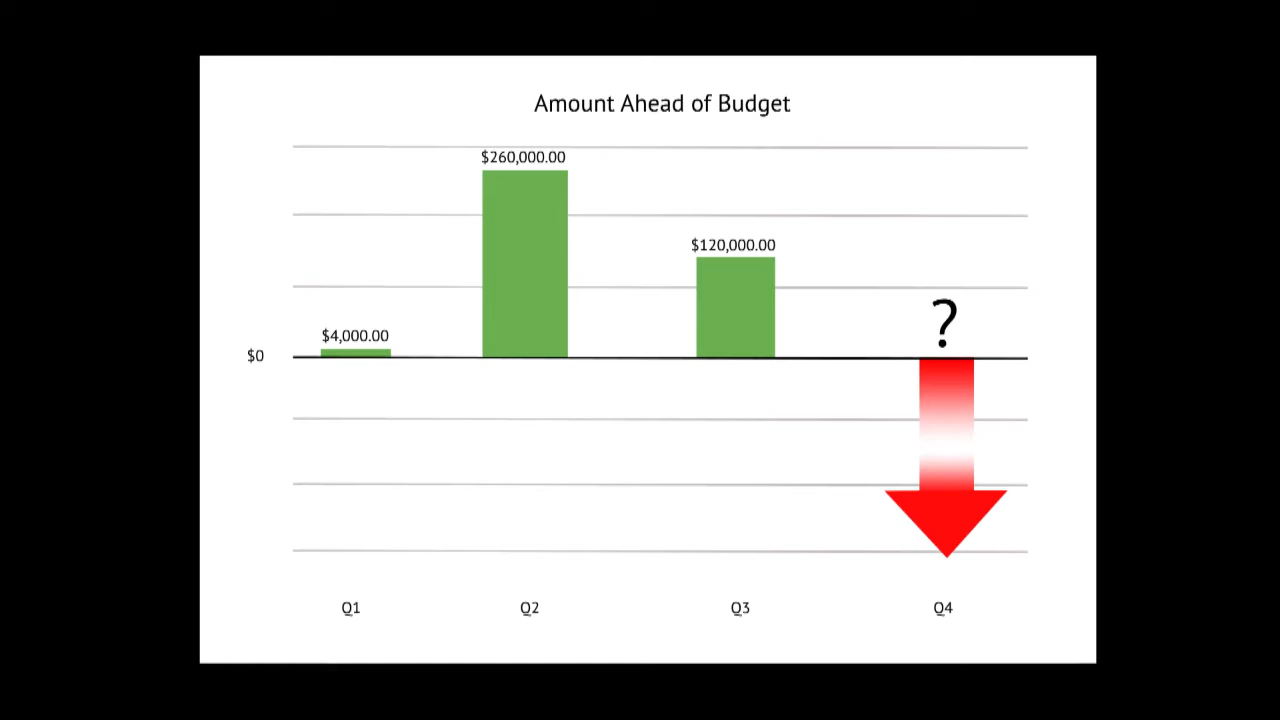 Amount Ahead of Budget
$260,000.00
$120,000.00
?
$4,000.00
$0
Q1 Q2 Q3 Q4